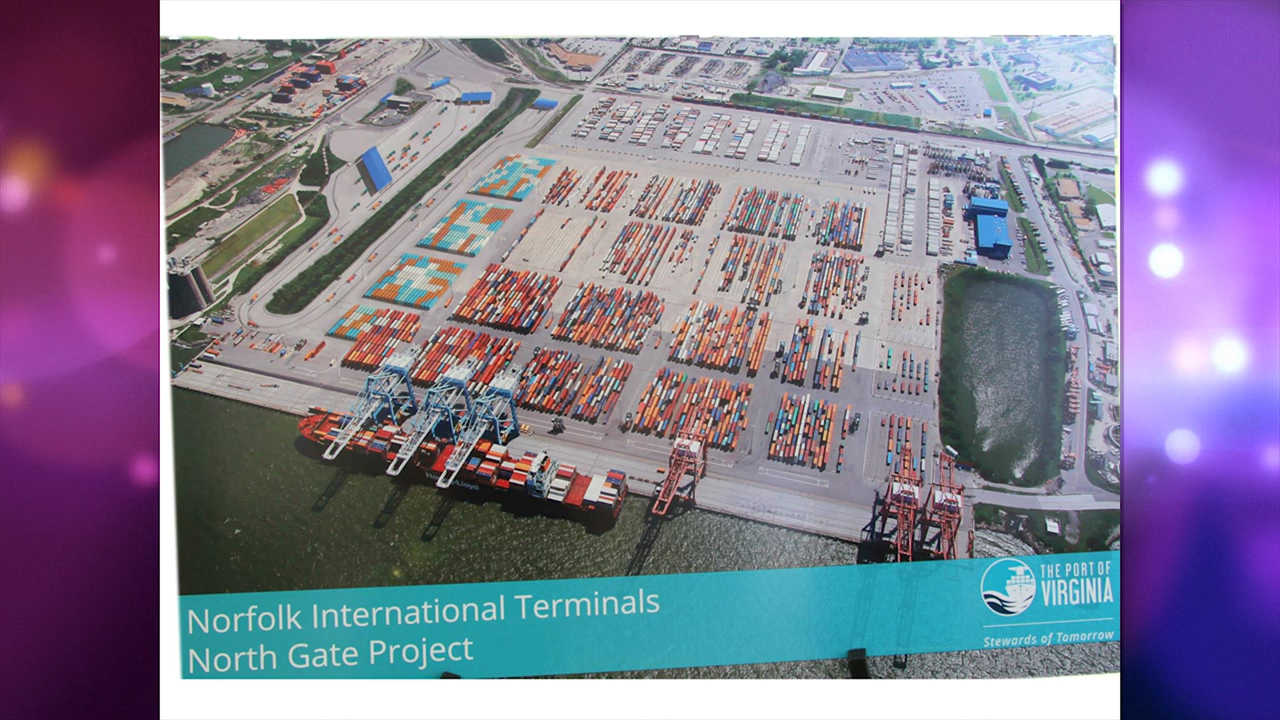 Norfolk International Terminals
North Gate Project
THE PORT OF
VIRGINIA
Stewards of Tomorrow